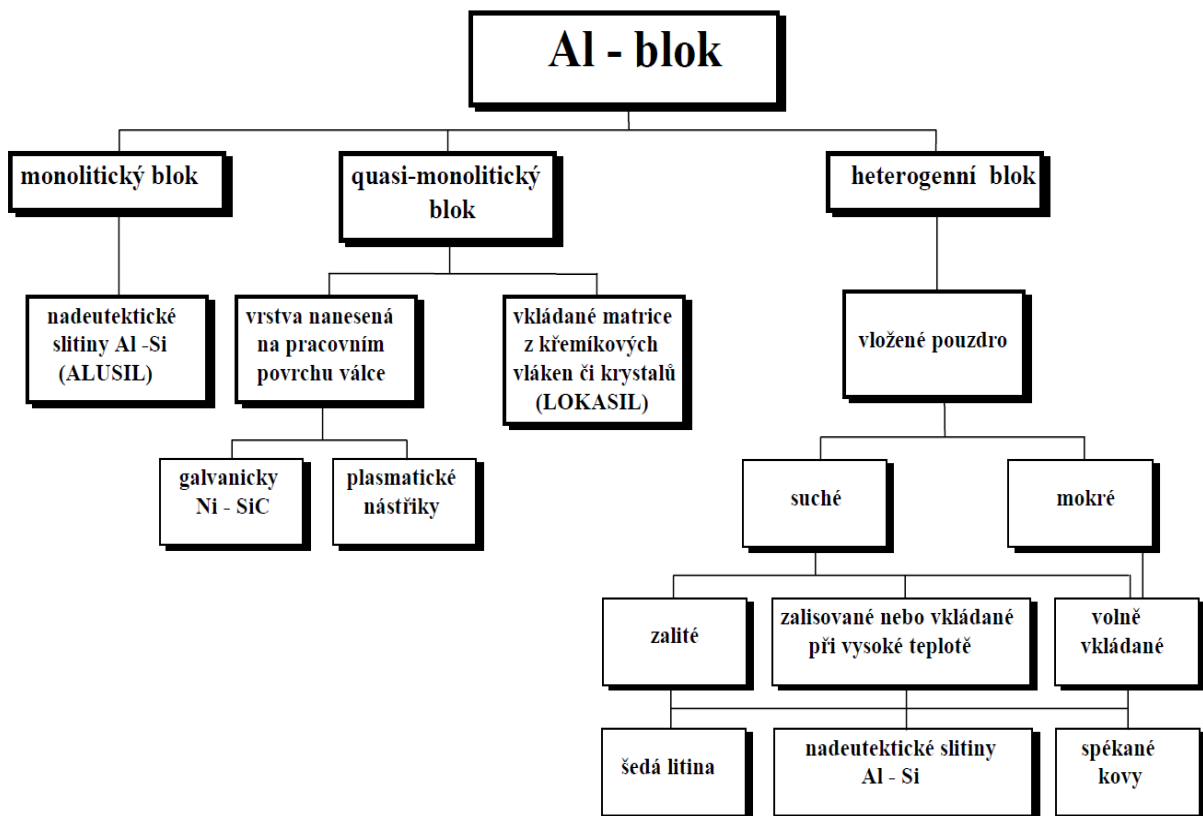 Al - blok
monolitický blok
quasi-monolitický
blok
heterogenní blok
nadeutektické
slitiny Al -Si
(ALUSIL)
vrstva nanesená
na pracovním
povrchu válce
vkládané matrice
z křemíkových
vláken či krystalů
(LOKASIL)
vložené pouzdro
galvanicky
Ni - SiC
plasmatické
nástřiky
suché
mokré
zalité
zalisované nebo vkládané
při vysoké teplotě
volně
vkládané
šedá litina
nadeutektické slitiny
Al - Si
spékané
kovy